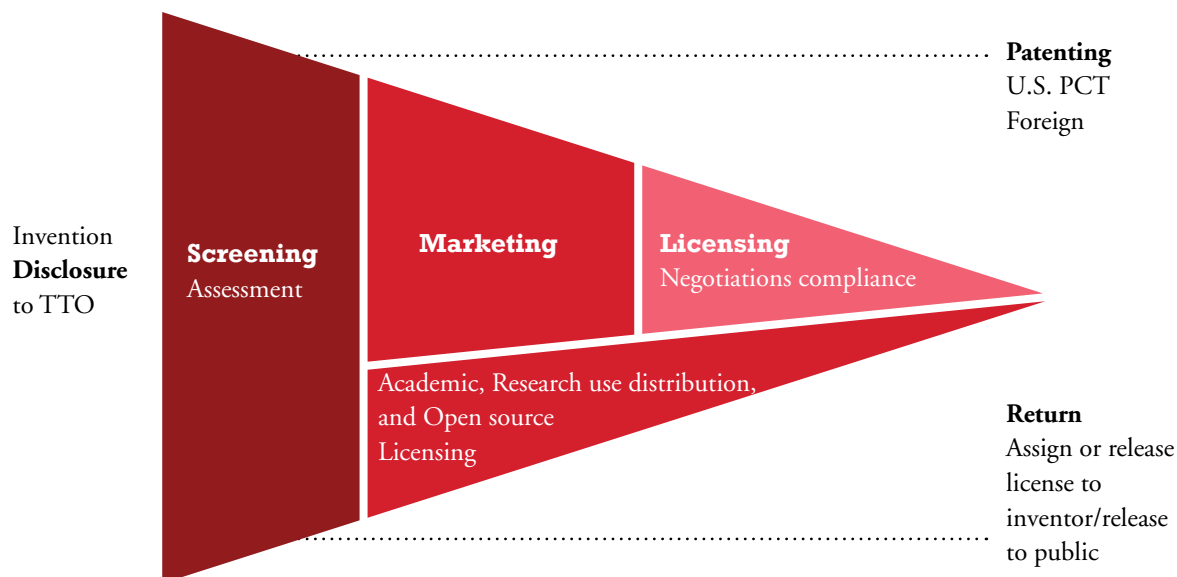 Invention
Disclosure
to TTO
Screening
Assessment
Marketing
Licensing
Negotiations compliance
Academic, Research use distribution,
and Open source
Licensing
Patenting
U.S. PCT
Foreign
Return
Assign or release
license to
inventor/release
to public